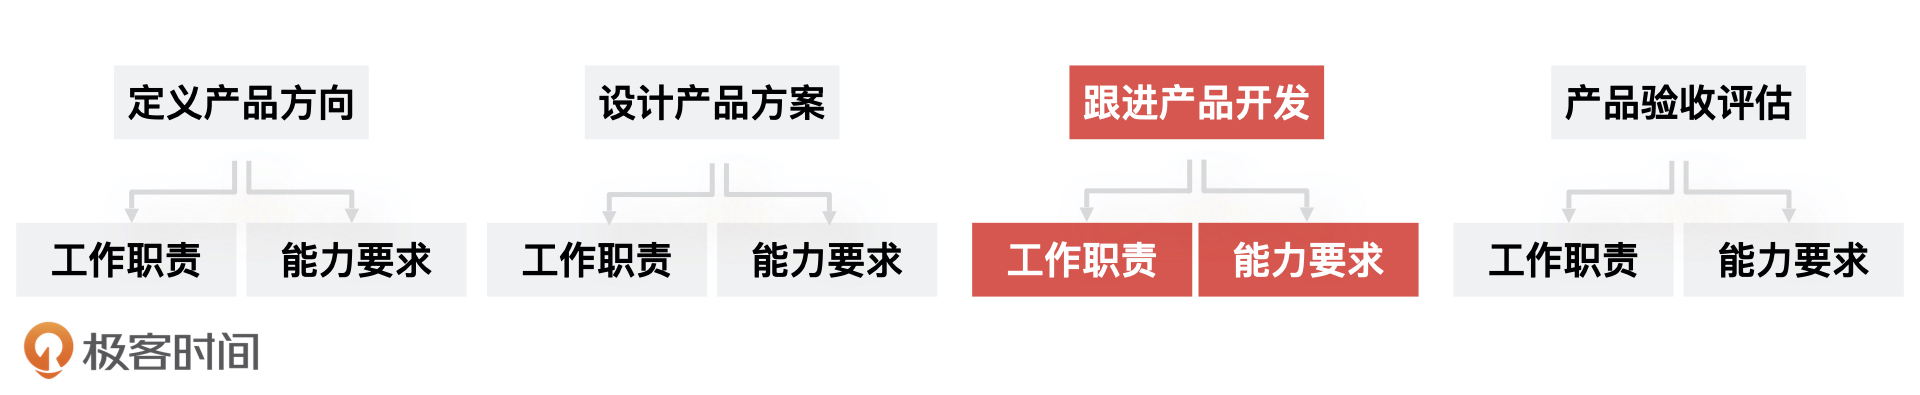 定义产品方向
设计产品方案
跟进产品开发
产品验收评估
工作职责
能力要求
工作职责
能力要求
工作职责
能力要求
工作职责
能力要求
极客时间